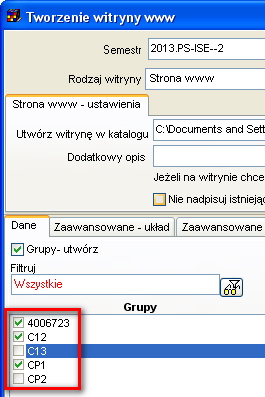 Tworzenie witryny www
Semestr 2013.PS-ISE--2
Rodzaj witryny Strona www
Strona www - ustawienia
Utwórz witrynę w katalogu C:\Documents and Sett
Dodatkowy opis
Jeżeli na witrynie chce
Nie nadpisuj istnieją
Dane Zaawansowane - układ Zaawansowane
Grupy- utwórz
Filtruj
Wszystkie
Grupy
4006723
C12
C13
CP1
CP2